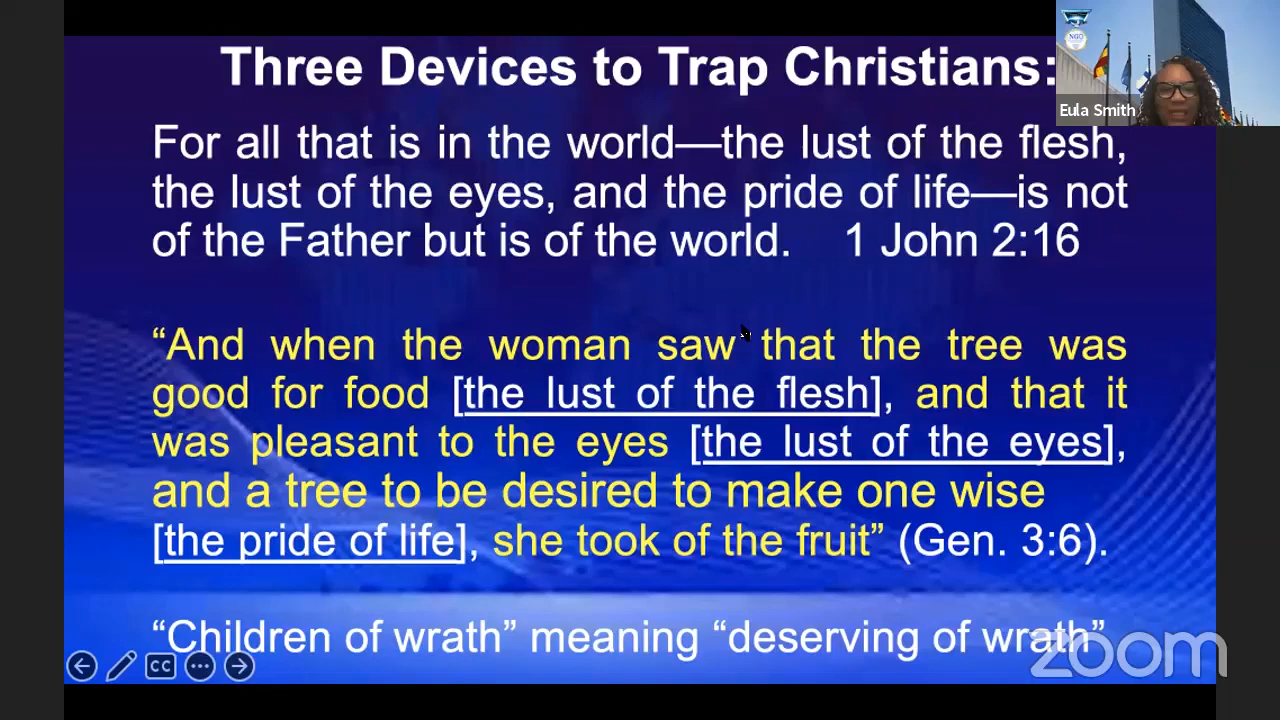 Three Devices to Trap Christians:
NGO
Eula Smith
For all that is in the world—the lust of the flesh,
the lust of the eyes, and the pride of life—is not
of the Father but is of the world. 1 John 2:16
“And when the woman saw that the tree was
good for food [the lust of the flesh], and that it
was pleasant to the eyes [the lust of the eyes],
and a tree to be desired to make one wise
[the pride of life], she took of the fruit” (Gen. 3:6).
“Children of wrath” meaning “deserving of wrath”
CC
zoom